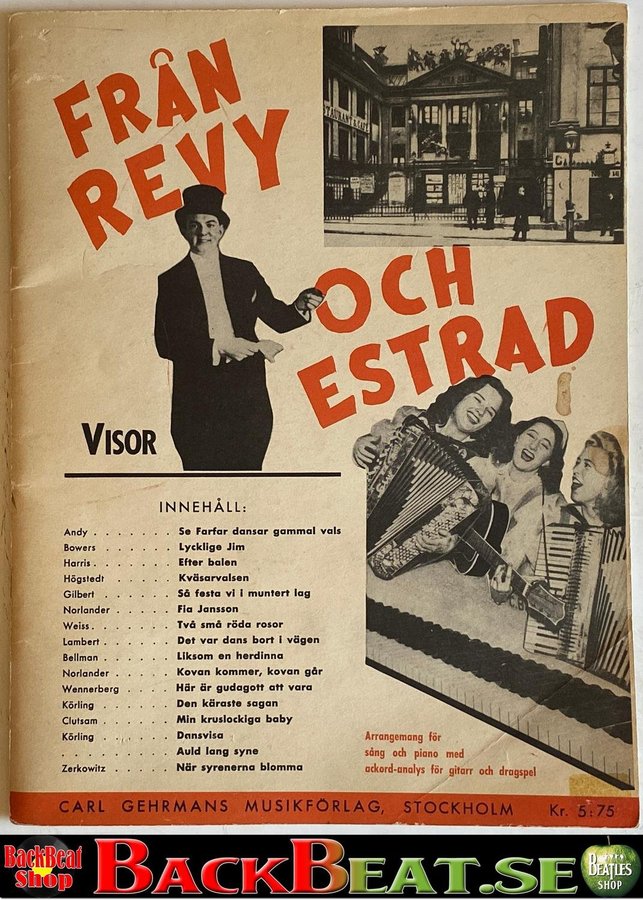 FRÅN
REVY
OCH
ESTRAD
VISOR
INNEHÅLL:
Andy . . . . . . . Se Farfar dansar gammal vals
Bowers . . . . . . Lycklige Jim
Harris . . . . . . . Efter balen
Högstedt . . . . . Kväsarvalsen
Gilbert . . . . . . Så festa vi i muntert lag
Norlander . . . . . Fia Jansson
Weiss . . . . . . . Två små röda rosor
Lambert . . . . . . Det var dans bort i vägen
Bellman . . . . . . Liksom en herdinna
Norlander . . . . . Kovan kommer, kovan går
Wennerberg . . . . Här är gudagott att vara
Körling . . . . . . Den käraste sagan
Clutsam . . . . . . Min kruslockiga baby
Körling . . . . . . Dansvisa
. . . . . . . . . . Auld lang syne
Zerkowitz . . . . . När syrenerna blomma
Arrangemang för
sång och piano med
ackord-analys för gitarr och dragspel
CARL GEHRMANS MUSIKFÖRLAG, STOCKHOLM Kr. 5:75
BackBeat
Shop
BACKBEAT.SE
BEATLES
SHOP